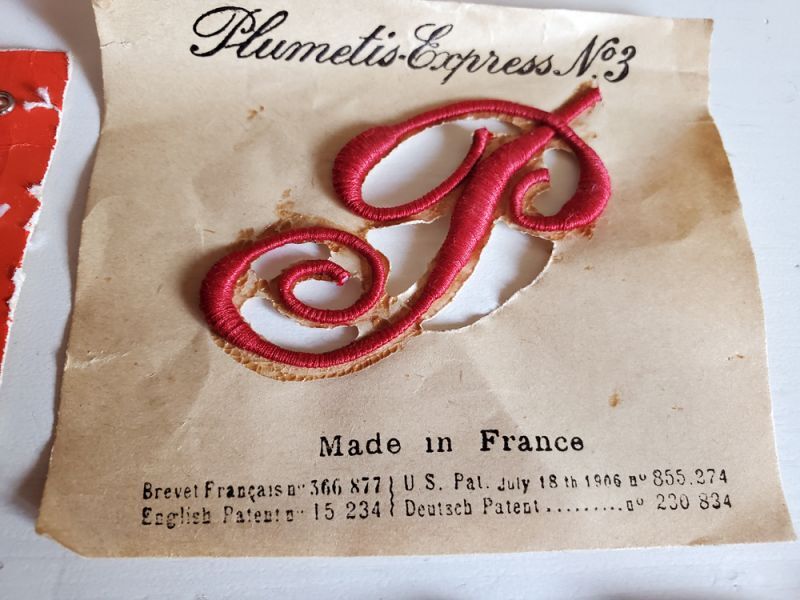 Plumetis-Express Nº3
P
Made in France
Brevet Français nº 366 877 } U S. Pat. July 18 th 1906 nº 855.274
English Patent nº 15 234 { Deutsch Patent .........nº 230 834